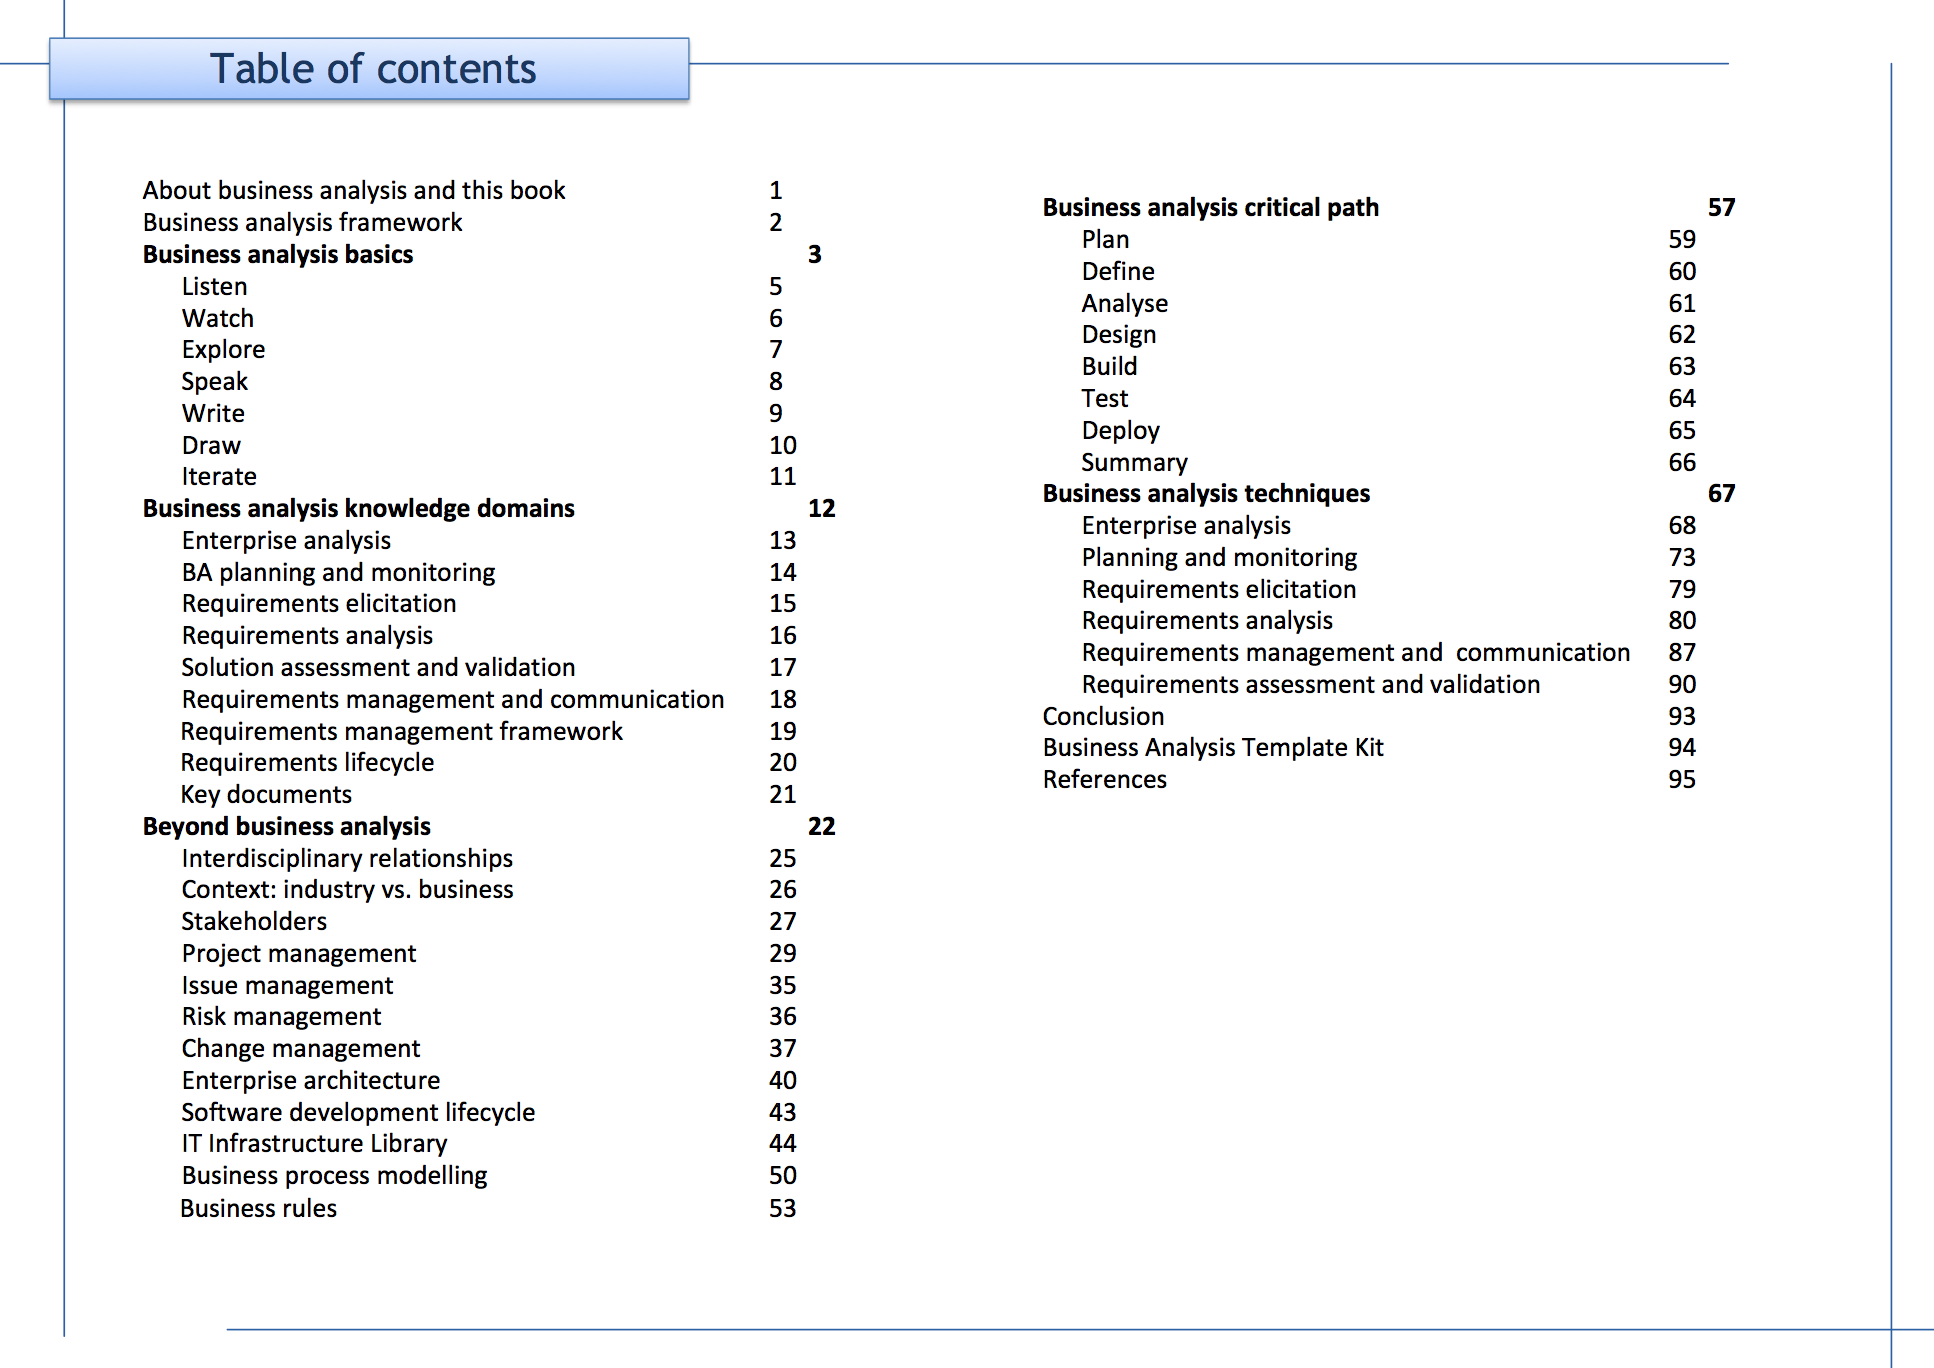 Table of contents
About business analysis and this book 1
Business analysis framework 2
Business analysis basics 3
Listen 5
Watch 6
Explore 7
Speak 8
Write 9
Draw 10
Iterate 11
Business analysis knowledge domains 12
Enterprise analysis 13
BA planning and monitoring 14
Requirements elicitation 15
Requirements analysis 16
Solution assessment and validation 17
Requirements management and communication 18
Requirements management framework 19
Requirements lifecycle 20
Key documents 21
Beyond business analysis 22
Interdisciplinary relationships 25
Context: industry vs. business 26
Stakeholders 27
Project management 29
Issue management 35
Risk management 36
Change management 37
Enterprise architecture 40
Software development lifecycle 43
IT Infrastructure Library 44
Business process modelling 50
Business rules 53
Business analysis critical path 57
Plan 59
Define 60
Analyse 61
Design 62
Build 63
Test 64
Deploy 65
Summary 66
Business analysis techniques 67
Enterprise analysis 68
Planning and monitoring 73
Requirements elicitation 79
Requirements analysis 80
Requirements management and communication 87
Requirements assessment and validation 90
Conclusion 93
Business Analysis Template Kit 94
References 95